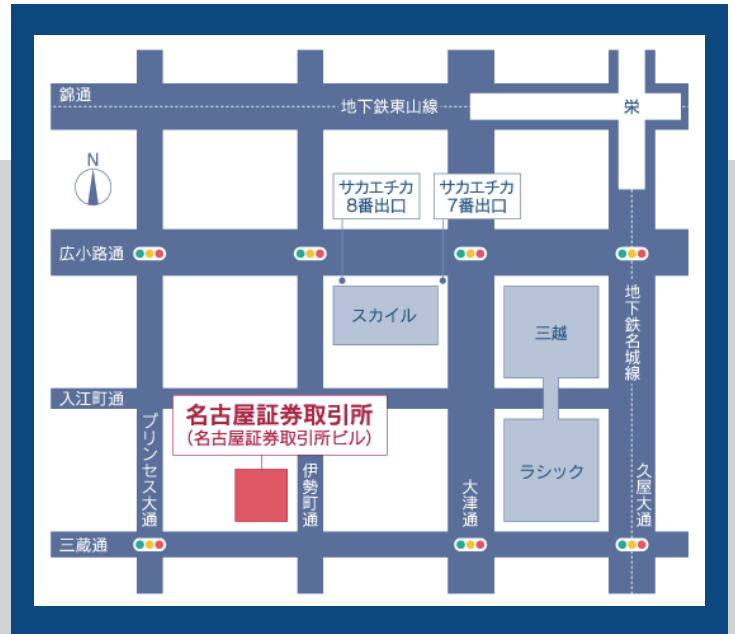 錦通
地下鉄東山線
栄
N
サカエチカ
8番出口
サカエチカ
7番出口
広小路通
スカイル
三越
地下鉄名城線
入江町通
名古屋証券取引所
(名古屋証券取引所ビル)
プリンセス大通
伊勢町通
大津通
ラシック
久屋大通
三蔵通